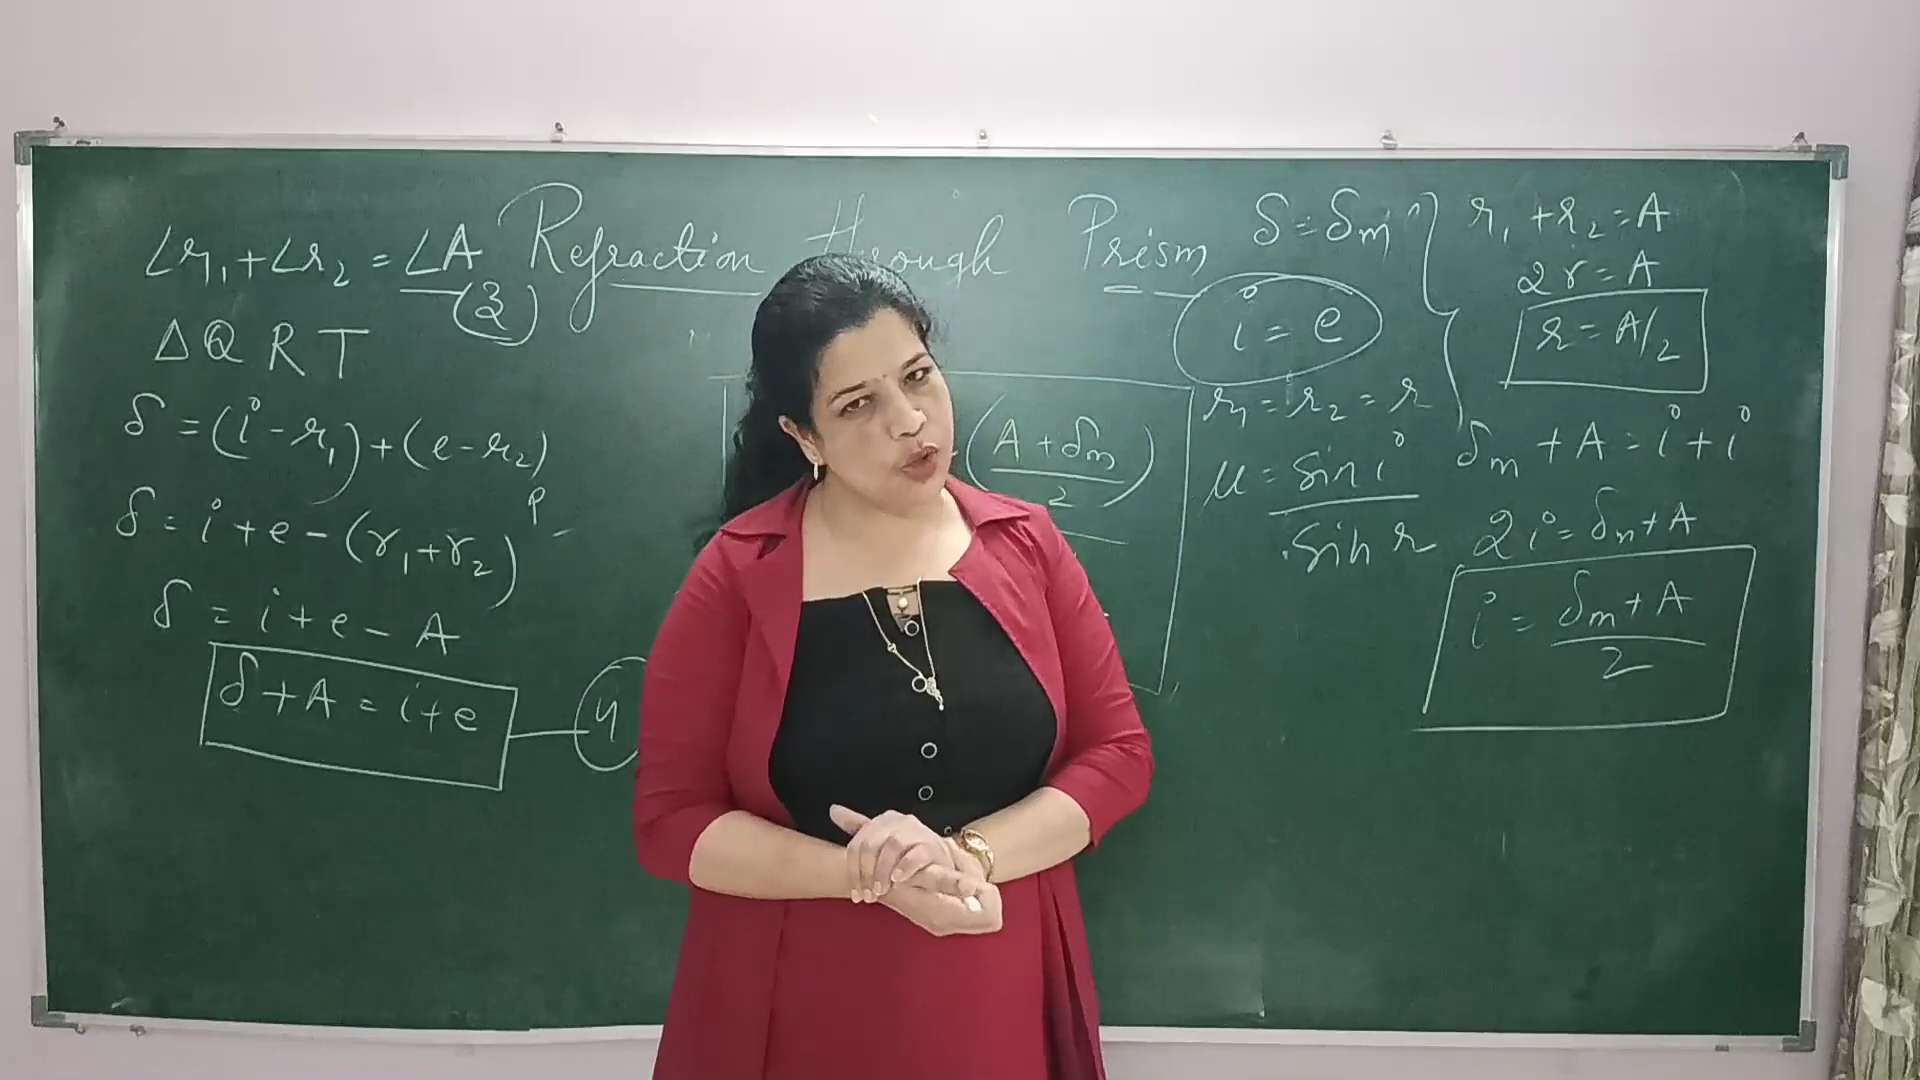 Refraction through Prism
∠r₁+∠r₂ = ∠A
(3)
Δ Q R T
δ = (i-r₁)+(e-r₂)
δ = i+e-(r₁+r₂)
δ = i+e-A
δ+A = i+e
4
P
(A+δm)/2
δ = δm
i = e
r₁ = r₂ = r
μ = sin i / sin r
r₁+r₂ = A
2r = A
r = A/2
δm + A = i + i
2i = δm+A
i = (δm+A)/2